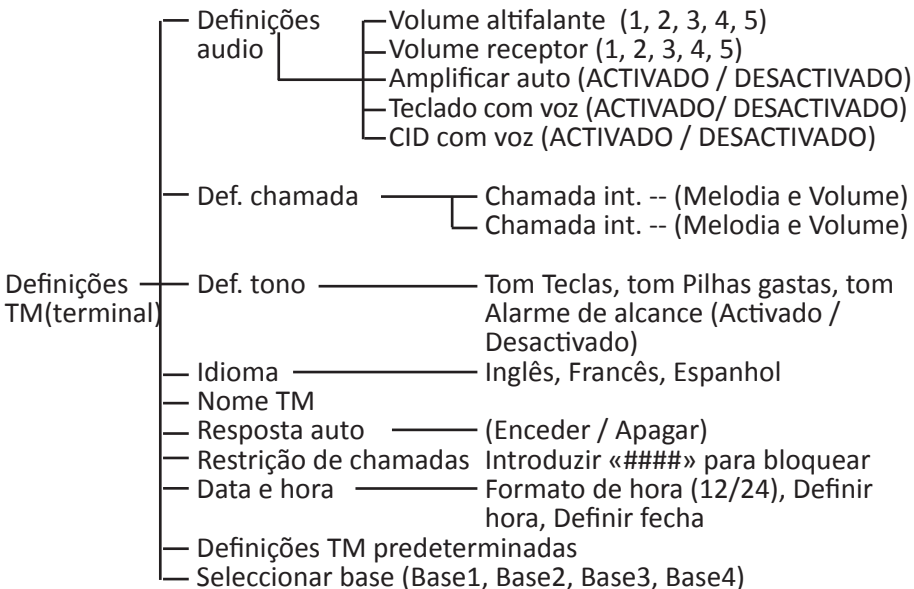 Definições audio
Volume altifalante (1, 2, 3, 4, 5)
Volume receptor (1, 2, 3, 4, 5)
Amplificar auto (ACTIVADO / DESACTIVADO)
Teclado com voz (ACTIVADO/ DESACTIVADO)
CID com voz (ACTIVADO / DESACTIVADO)
Def. chamada
Chamada int. -- (Melodia e Volume)
Chamada int. -- (Melodia e Volume)
Definições
TM(terminal)
Def. tono
Tom Teclas, tom Pilhas gastas, tom
Alarme de alcance (Activado /
Desactivado)
Idioma
Inglês, Francês, Espanhol
Nome TM
Resposta auto
(Enceder / Apagar)
Restrição de chamadas
Introduzir «####» para bloquear
Data e hora
Formato de hora (12/24), Definir
hora, Definir fecha
Definições TM predeterminadas
Seleccionar base (Base1, Base2, Base3, Base4)